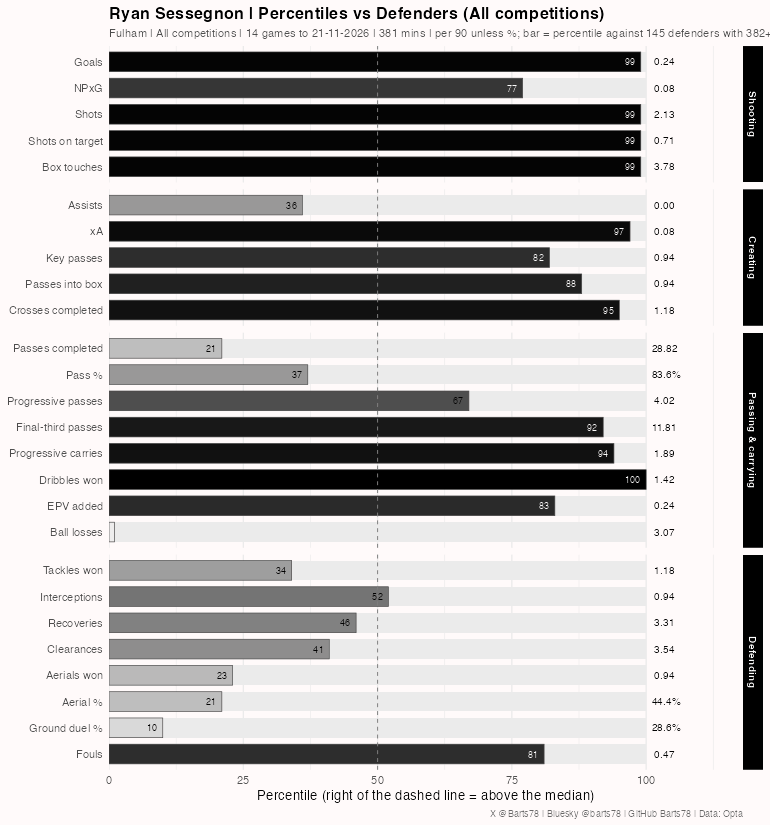 Ryan Sessegnon | Percentiles vs Defenders (All competitions)
Fulham | All competitions | 14 games to 21-11-2026 | 381 mins | per 90 unless %; bar = percentile against 145 defenders with 382+
Goals 99 0.24
NPxG 77 0.08
Shots 99 2.13
Shots on target 99 0.71
Box touches 99 3.78
Shooting
Assists 36 0.00
xA 97 0.08
Key passes 82 0.94
Passes into box 88 0.94
Crosses completed 95 1.18
Creating
Passes completed 21 28.82
Pass % 37 83.6%
Progressive passes 67 4.02
Final-third passes 92 11.81
Progressive carries 94 1.89
Dribbles won 100 1.42
EPV added 83 0.24
Ball losses 3.07
Passing & carrying
Tackles won 34 1.18
Interceptions 52 0.94
Recoveries 46 3.31
Clearances 41 3.54
Aerials won 23 0.94
Aerial % 21 44.4%
Ground duel % 10 28.6%
Fouls 81 0.47
Defending
0 25 50 75 100
Percentile (right of the dashed line = above the median)
X @Barts78 | Bluesky @barts78 | GitHub Barts78 | Data: Opta